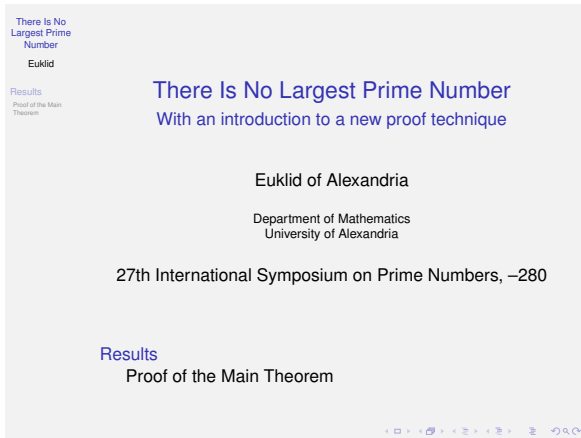 There Is No
Largest Prime
Number
Euklid
Results
Proof of the Main
Theorem
There Is No Largest Prime Number
With an introduction to a new proof technique
Euklid of Alexandria
Department of Mathematics
University of Alexandria
27th International Symposium on Prime Numbers, –280
Results
Proof of the Main Theorem